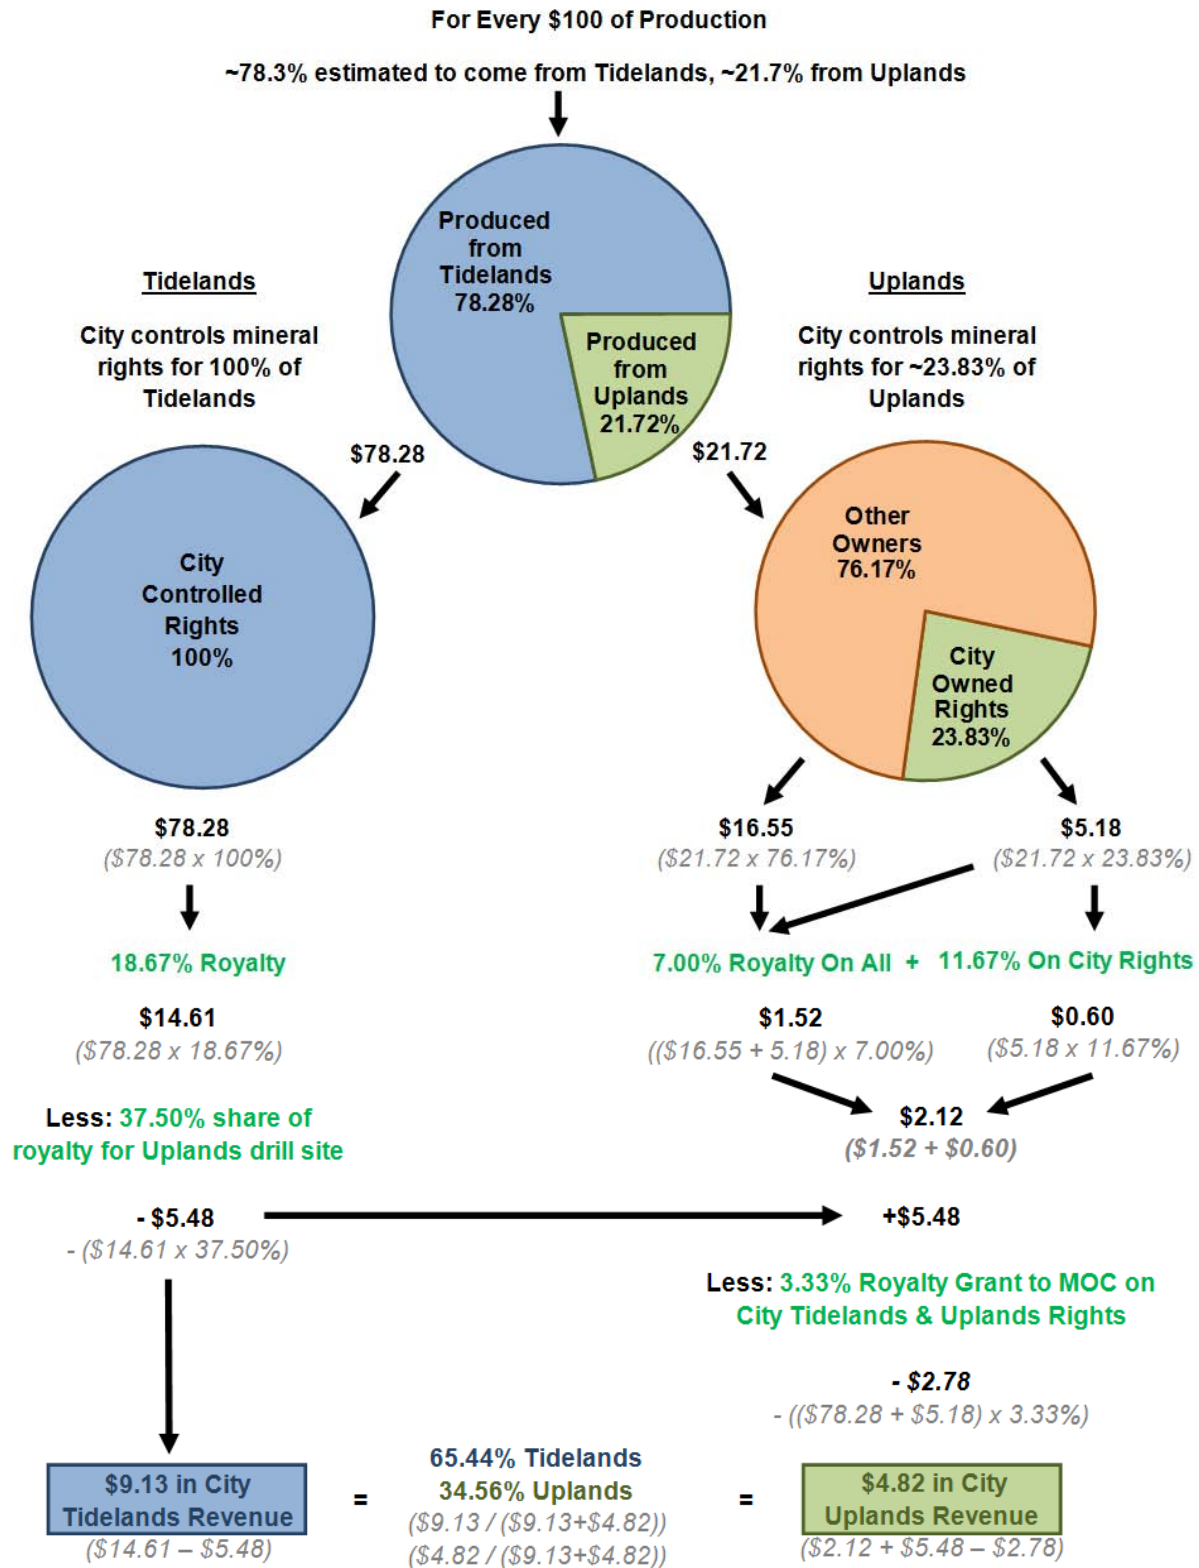 For Every $100 of Production
~78.3% estimated to come from Tidelands, ~21.7% from Uplands
Produced
from
Tidelands
78.28%
Produced
from
Uplands
21.72%
Tidelands
City controls mineral
rights for 100% of
Tidelands
Uplands
City controls mineral
rights for ~23.83% of
Uplands
$78.28
$21.72
City
Controlled
Rights
100%
Other
Owners
76.17%
City
Owned
Rights
23.83%
$78.28
($78.28 x 100%)
$16.55
($21.72 x 76.17%)
$5.18
($21.72 x 23.83%)
18.67% Royalty
7.00% Royalty On All + 11.67% On City Rights
$14.61
($78.28 x 18.67%)
$1.52
(($16.55 + 5.18) x 7.00%)
$0.60
($5.18 x 11.67%)
Less: 37.50% share of
royalty for Uplands drill site
$2.12
($1.52 + $0.60)
- $5.48
- ($14.61 x 37.50%)
+$5.48
Less: 3.33% Royalty Grant to MOC on
City Tidelands & Uplands Rights
- $2.78
- (($78.28 + $5.18) x 3.33%)
$9.13 in City
Tidelands Revenue
($14.61 – $5.48)
=
65.44% Tidelands
34.56% Uplands
($9.13 / ($9.13+$4.82))
($4.82 / ($9.13+$4.82))
=
$4.82 in City
Uplands Revenue
($2.12 + $5.48 – $2.78)